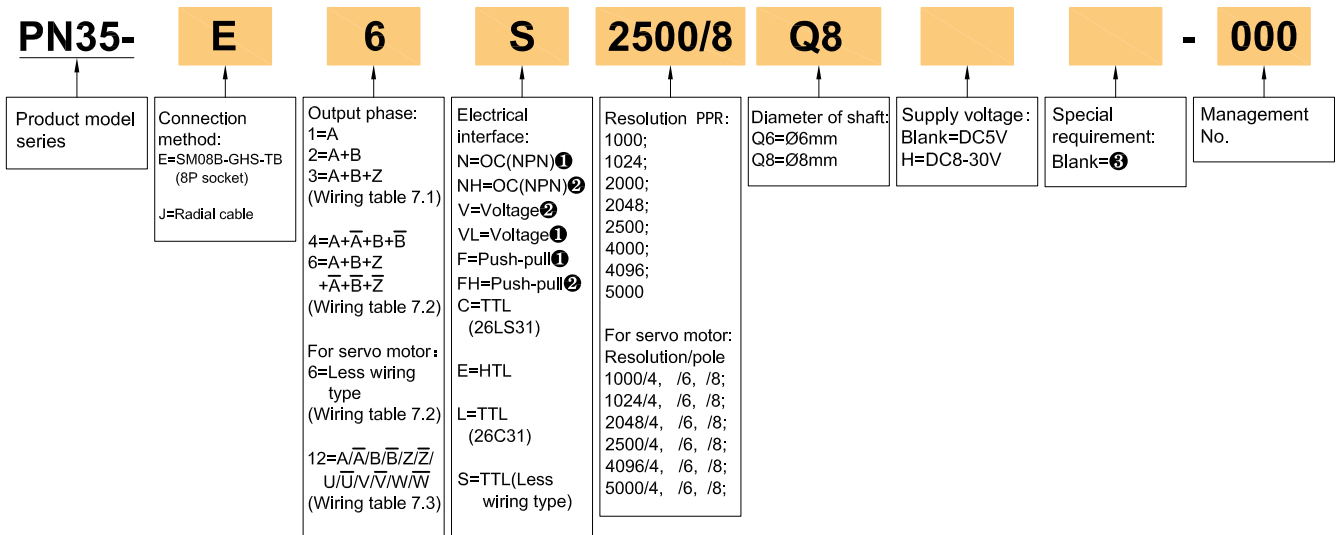 PN35- E 6 S 2500/8 Q8 - 000
Product model
series
Connection
method:
E=SM08B-GHS-TB
(8P socket)
J=Radial cable
Output phase:
1=A
2=A+B
3=A+B+Z
(Wiring table 7.1)
4=A+A̅+B+B̅
6=A+B+Z
+A̅+B̅+Z̅
(Wiring table 7.2)
For servo motor:
6=Less wiring
type
(Wiring table 7.2)
12=A/A̅/B/B̅/Z/Z̅/
U/U̅/V/V̅/W/W̅
(Wiring table 7.3)
Electrical
interface:
N=OC(NPN)❶
NH=OC(NPN)❷
V=Voltage❷
VL=Voltage❶
F=Push-pull❶
FH=Push-pull❷
C=TTL
(26LS31)
E=HTL
L=TTL
(26C31)
S=TTL(Less
wiring type)
Resolution PPR:
1000;
1024;
2000;
2048;
2500;
4000;
4096;
5000
For servo motor:
Resolution/pole
1000/4, /6, /8;
1024/4, /6, /8;
2048/4, /6, /8;
2500/4, /6, /8;
4096/4, /6, /8;
5000/4, /6, /8;
Diameter of shaft:
Q6=Ø6mm
Q8=Ø8mm
Supply voltage:
Blank=DC5V
H=DC8-30V
Special
requirement:
Blank=❸
Management
No.